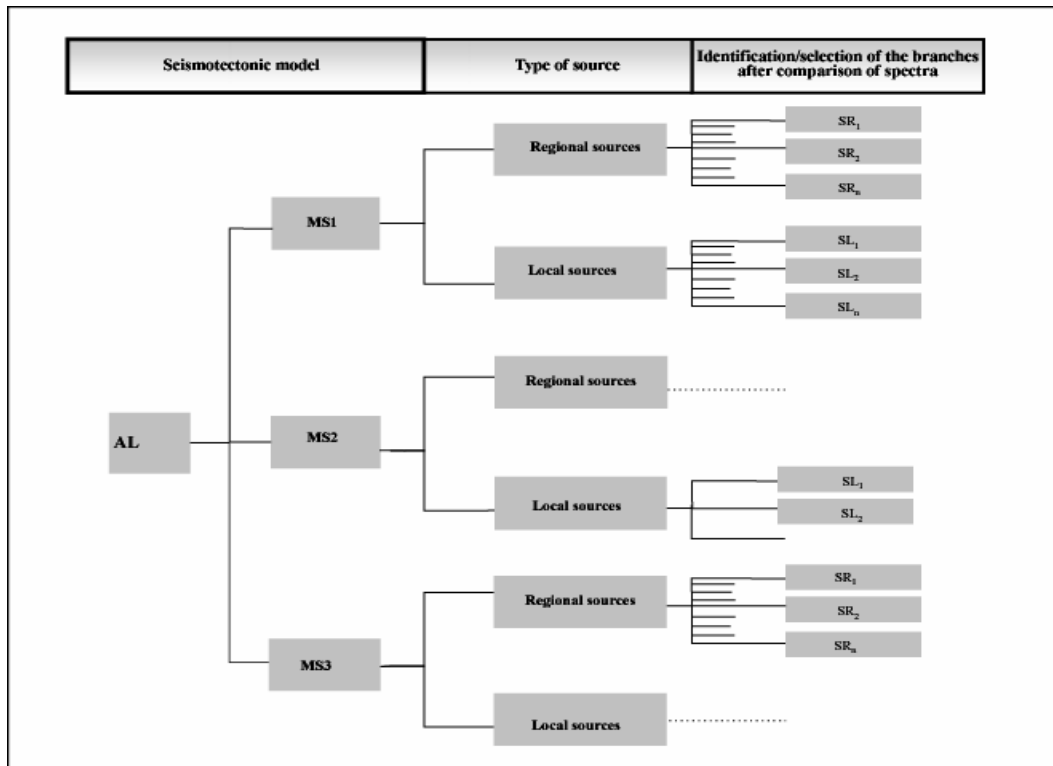 Seismotectonic model
Type of source
Identification/selection of the branches
after comparison of spectra
Regional sources
SR₁
SR₂
SRₙ
MS1
Local sources
SL₁
SL₂
SLₙ
Regional sources
AL
MS2
Local sources
SL₁
SL₂
Regional sources
SR₁
SR₂
SRₙ
MS3
Local sources